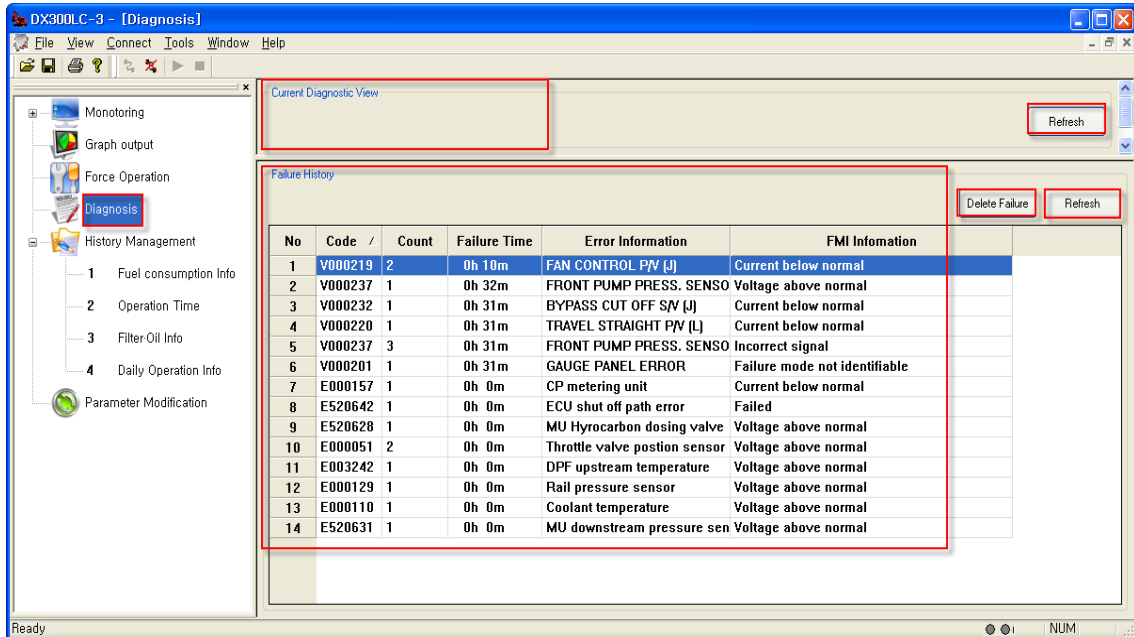 DX300LC-3 - [Diagnosis]
File View Connect Tools Window Help
Monotoring
Graph output
Force Operation
Diagnosis
History Management
1 Fuel consumption Info
2 Operation Time
3 Filter·Oil Info
4 Daily Operation Info
Parameter Modification
Current Diagnostic View
Refresh
Failure History
Delete Failure Refresh
No Code / Count Failure Time Error Information FMI Infomation
1 V000219 2 0h 10m FAN CONTROL P/V (J) Current below normal
2 V000237 1 0h 32m FRONT PUMP PRESS. SENSO Voltage above normal
3 V000232 1 0h 31m BYPASS CUT OFF S/V (J) Current below normal
4 V000220 1 0h 31m TRAVEL STRAIGHT P/V (L) Current below normal
5 V000237 3 0h 31m FRONT PUMP PRESS. SENSO Incorrect signal
6 V000201 1 0h 31m GAUGE PANEL ERROR Failure mode not identifiable
7 E000157 1 0h 0m CP metering unit Current below normal
8 E520642 1 0h 0m ECU shut off path error Failed
9 E520628 1 0h 0m MU Hyrocarbon dosing valve Voltage above normal
10 E000051 2 0h 0m Throttle valve postion sensor Voltage above normal
11 E003242 1 0h 0m DPF upstream temperature Voltage above normal
12 E000129 1 0h 0m Rail pressure sensor Voltage above normal
13 E000110 1 0h 0m Coolant temperature Voltage above normal
14 E520631 1 0h 0m MU downstream pressure sen Voltage above normal
Ready NUM